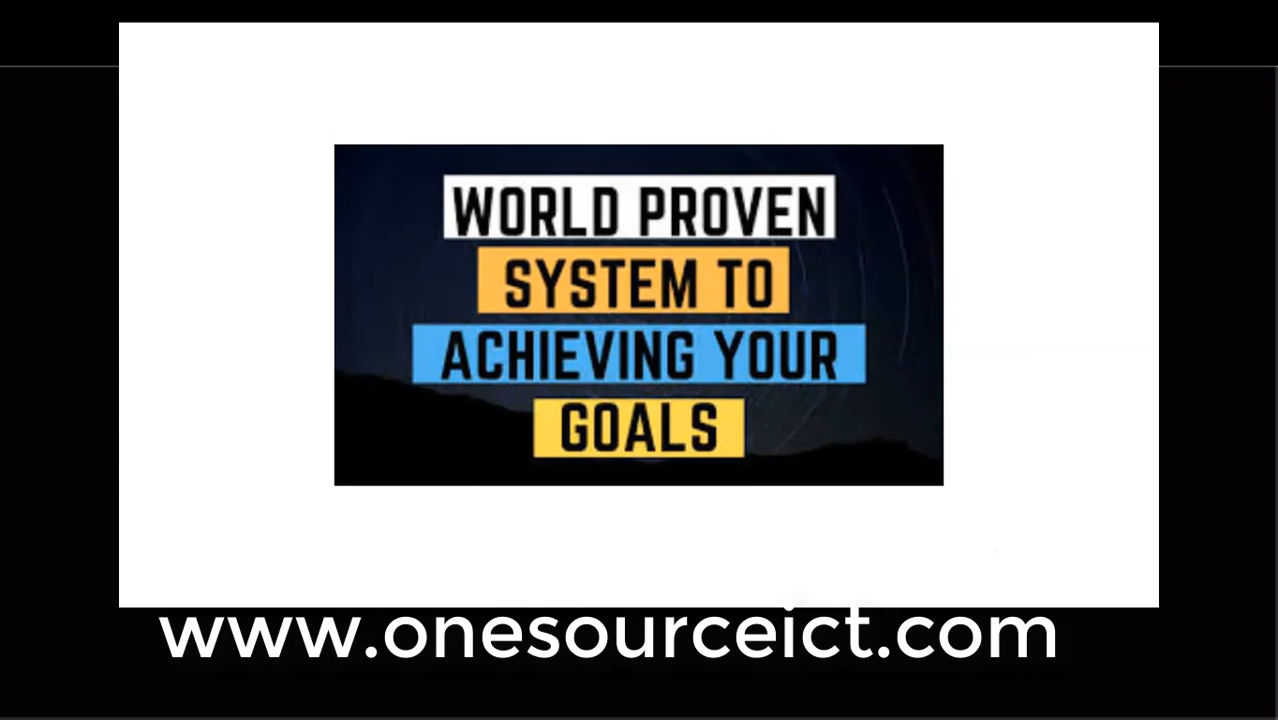 WORLD PROVEN
SYSTEM TO
ACHIEVING YOUR
GOALS
www.onesourceict.com